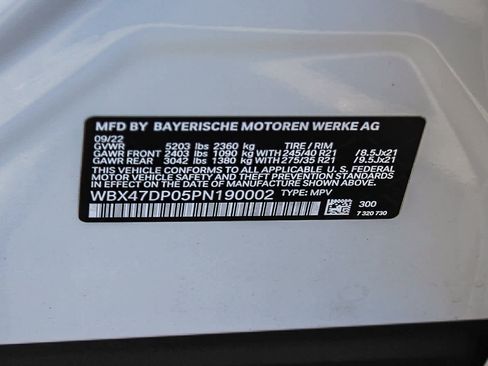 MFD BY BAYERISCHE MOTOREN WERKE AG
09/22
GVWR 5203 lbs 2360 kg TIRE / RIM
GAWR FRONT 2403 lbs 1090 kg 245/40 R21 /8.5Jx21
GAWR REAR 3042 lbs 1380 kg 275/35 R21 /9.5Jx21
THIS VEHICLE CONFORMS TO ALL APPLICABLE U.S. FEDERAL
MOTOR VEHICLE SAFETY AND THEFT PREVENTION STANDARDS
IN EFFECT ON THE DATE OF MANUFACTURE SHOWN ABOVE.
WBX47DP05PN190002 TYPE: MPV
300
7 320 730